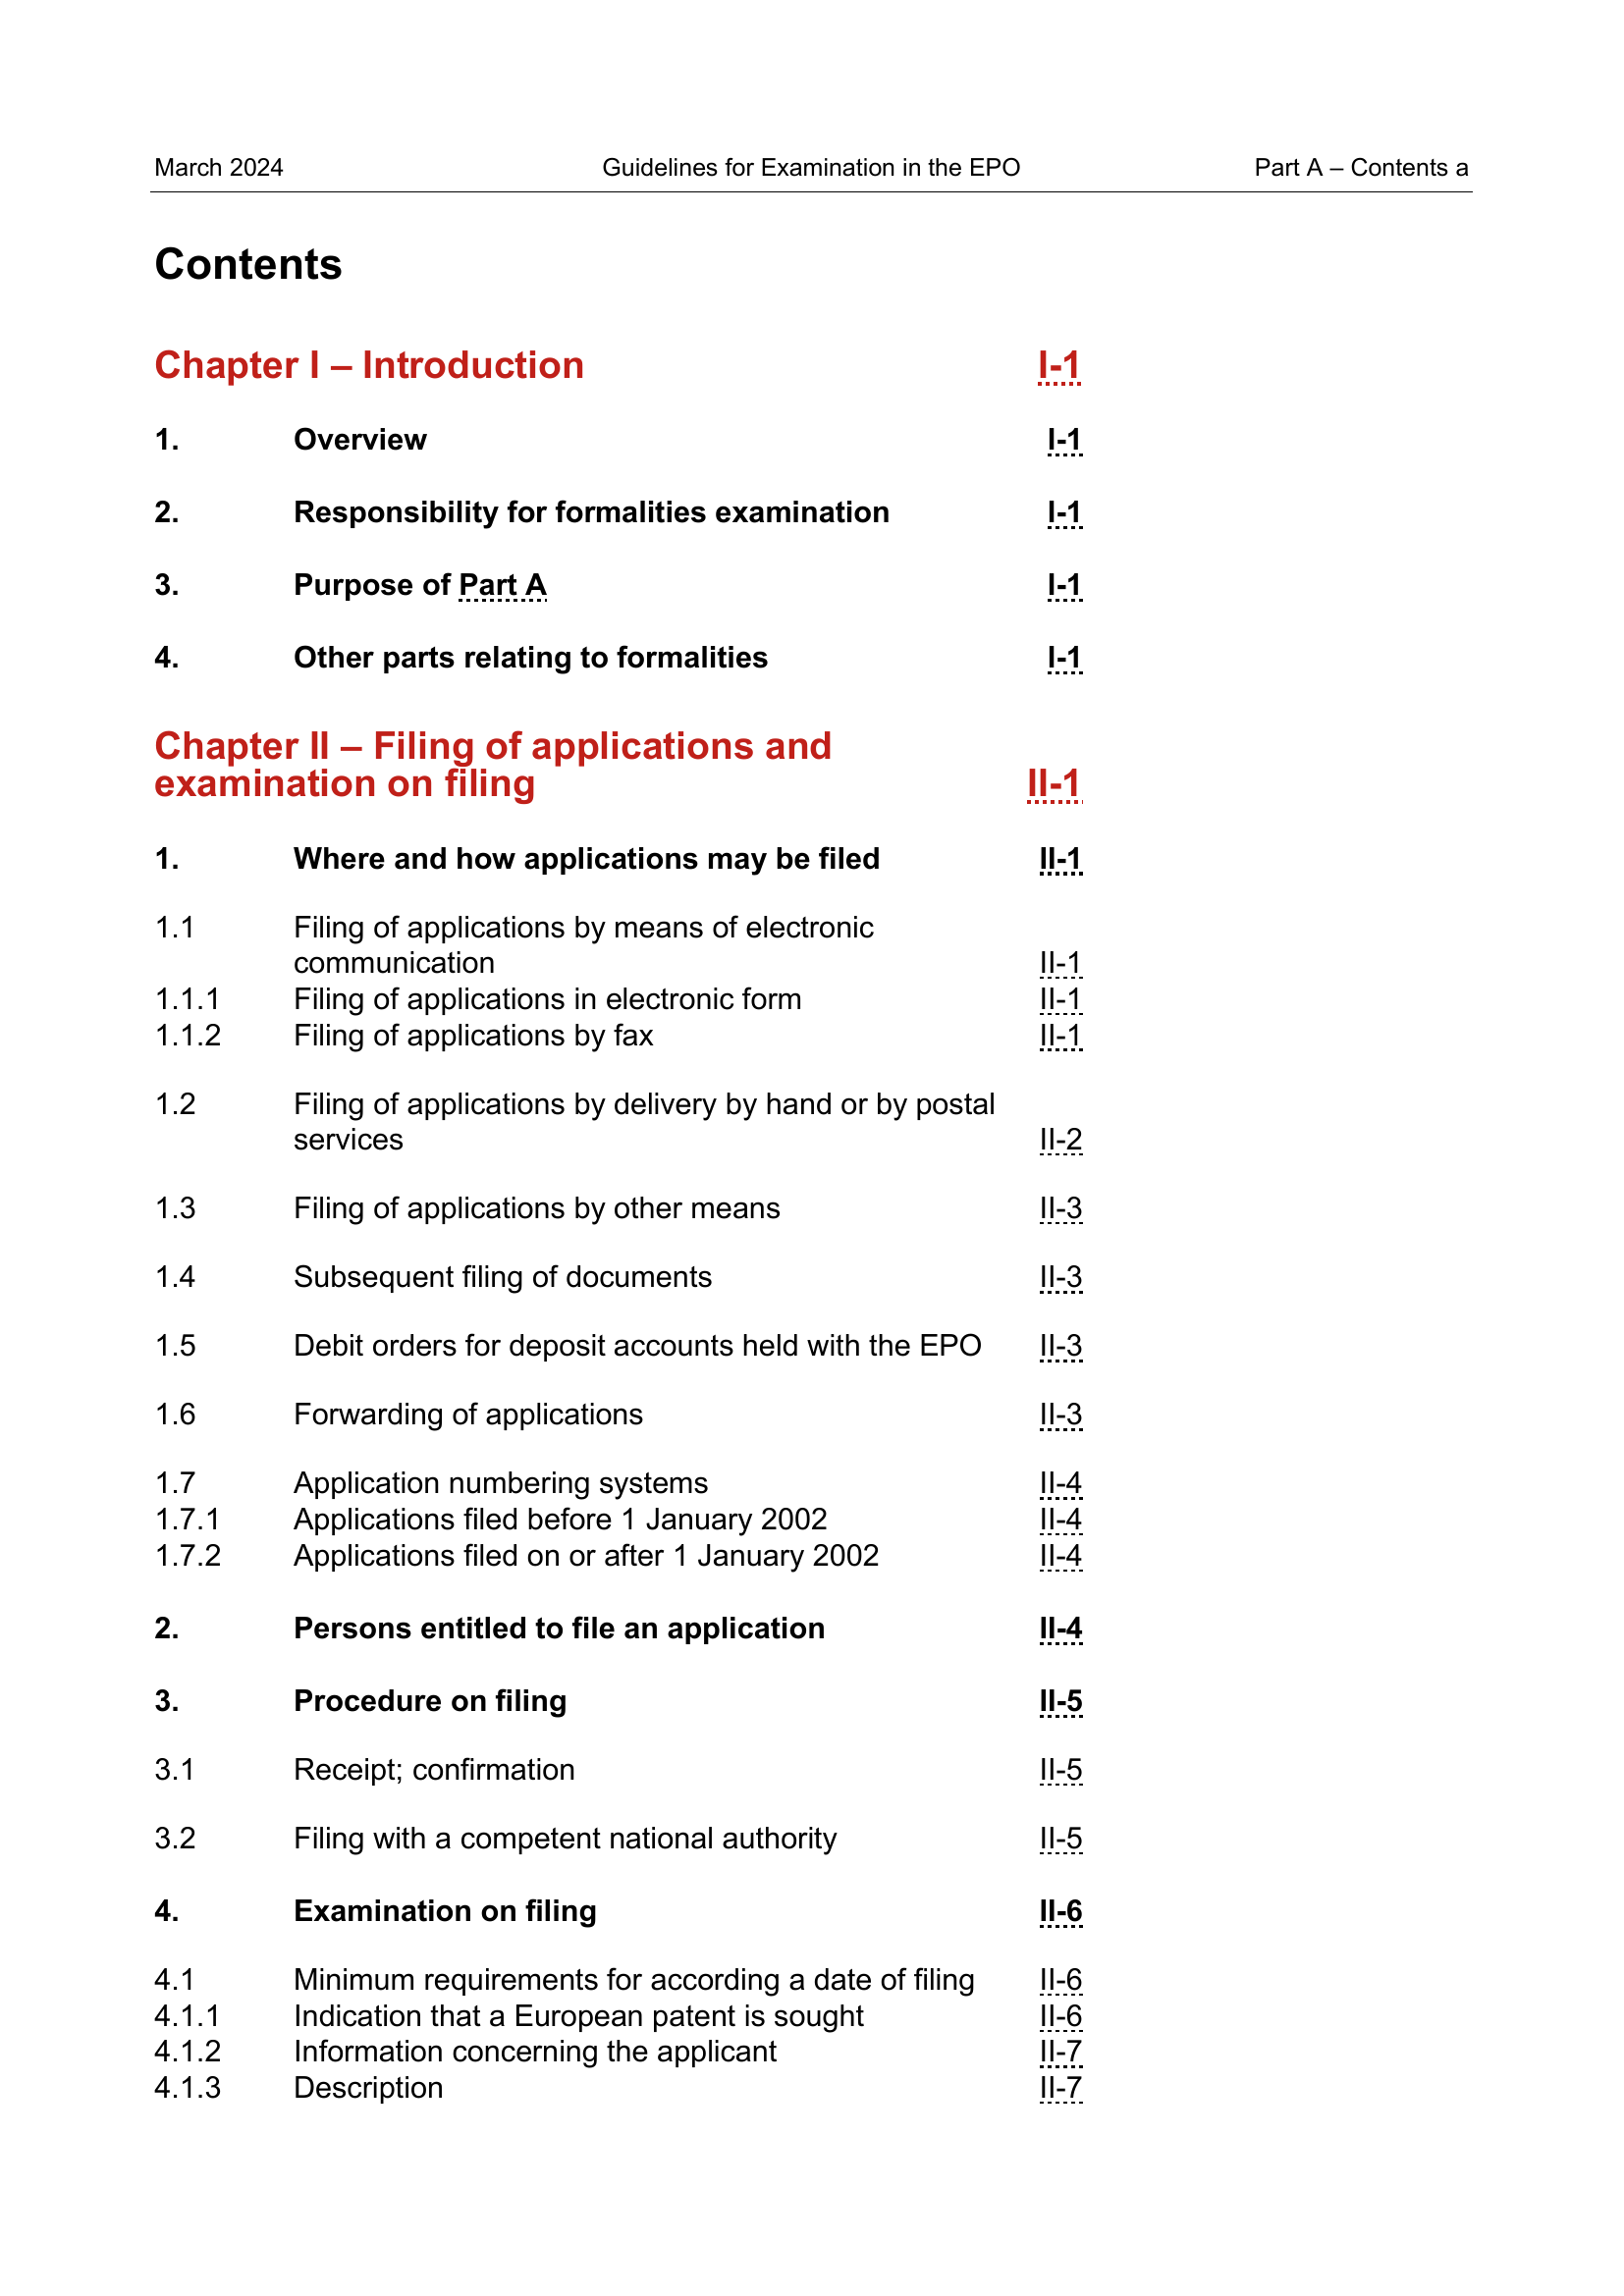 March 2024 Guidelines for Examination in the EPO Part A – Contents a
Contents
Chapter I – Introduction I-1
1. Overview I-1
2. Responsibility for formalities examination I-1
3. Purpose of Part A I-1
4. Other parts relating to formalities I-1
Chapter II – Filing of applications and
examination on filing II-1
1. Where and how applications may be filed II-1
1.1 Filing of applications by means of electronic
communication II-1
1.1.1 Filing of applications in electronic form II-1
1.1.2 Filing of applications by fax II-1
1.2 Filing of applications by delivery by hand or by postal
services II-2
1.3 Filing of applications by other means II-3
1.4 Subsequent filing of documents II-3
1.5 Debit orders for deposit accounts held with the EPO II-3
1.6 Forwarding of applications II-3
1.7 Application numbering systems II-4
1.7.1 Applications filed before 1 January 2002 II-4
1.7.2 Applications filed on or after 1 January 2002 II-4
2. Persons entitled to file an application II-4
3. Procedure on filing II-5
3.1 Receipt; confirmation II-5
3.2 Filing with a competent national authority II-5
4. Examination on filing II-6
4.1 Minimum requirements for according a date of filing II-6
4.1.1 Indication that a European patent is sought II-6
4.1.2 Information concerning the applicant II-7
4.1.3 Description II-7